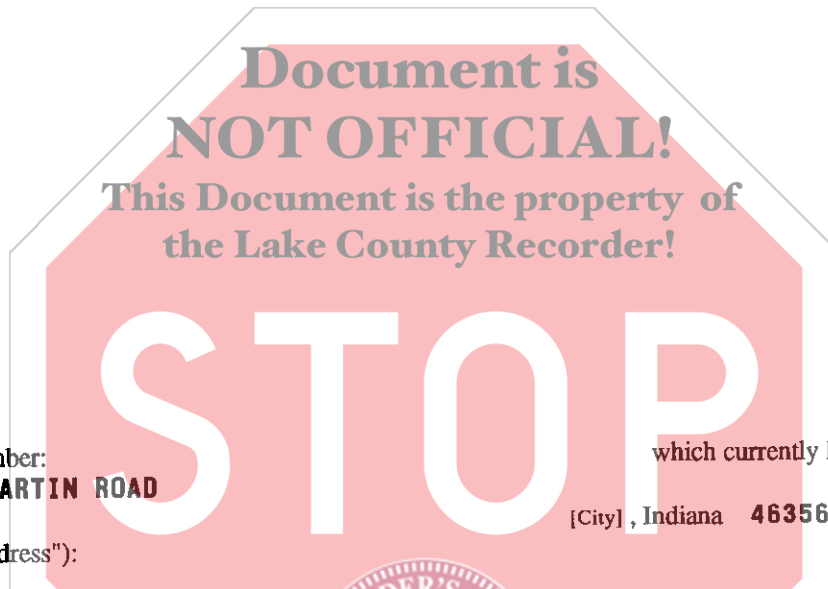 Document is
NOT OFFICIAL!
This Document is the property of
the Lake County Recorder!
STOP
which currently
ARTIN ROAD
[City] , Indiana 46356